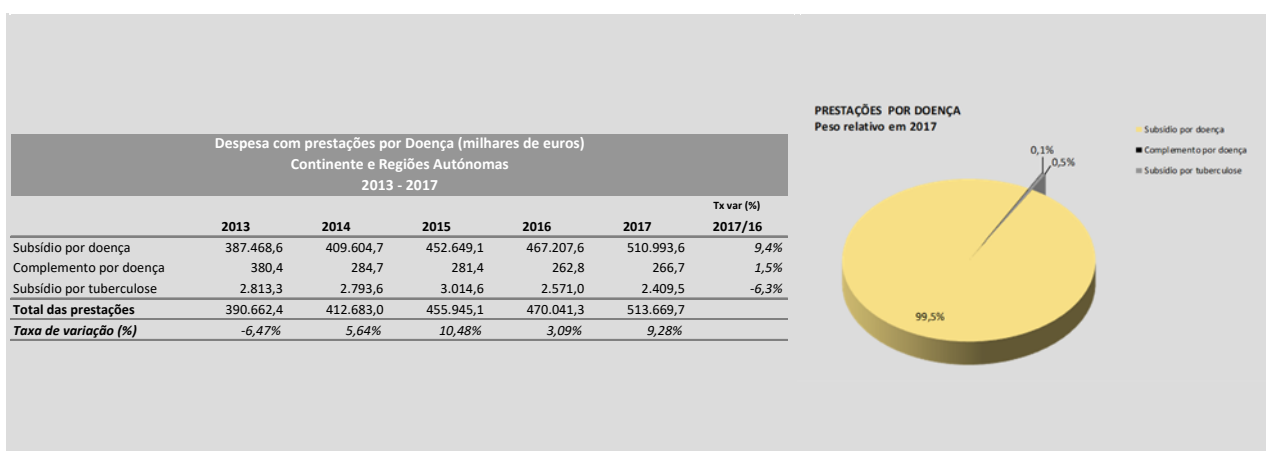 Despesa com prestações por Doença (milhares de euros)
Continente e Regiões Autónomas
2013 - 2017
Tx var (%)
2013 2014 2015 2016 2017 2017/16
Subsídio por doença 387.468,6 409.604,7 452.649,1 467.207,6 510.993,6 9,4%
Complemento por doença 380,4 284,7 281,4 262,8 266,7 1,5%
Subsídio por tuberculose 2.813,3 2.793,6 3.014,6 2.571,0 2.409,5 -6,3%
Total das prestações 390.662,4 412.683,0 455.945,1 470.041,3 513.669,7
Taxa de variação (%) -6,47% 5,64% 10,48% 3,09% 9,28%
PRESTAÇÕES POR DOENÇA
Peso relativo em 2017
Subsídio por doença
Complemento por doença
Subsídio por tuberculose
0,1%
0,5%
99,5%